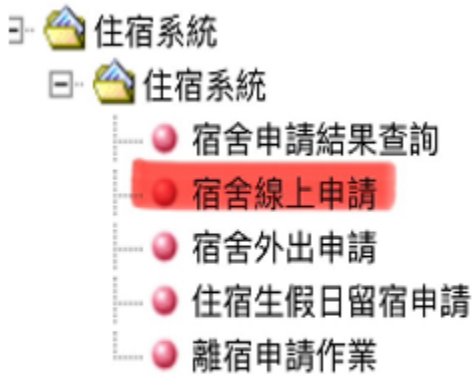 住宿系統
住宿系統
宿舍申請結果查詢
宿舍線上申請
宿舍外出申請
住宿生假日留宿申請
離宿申請作業